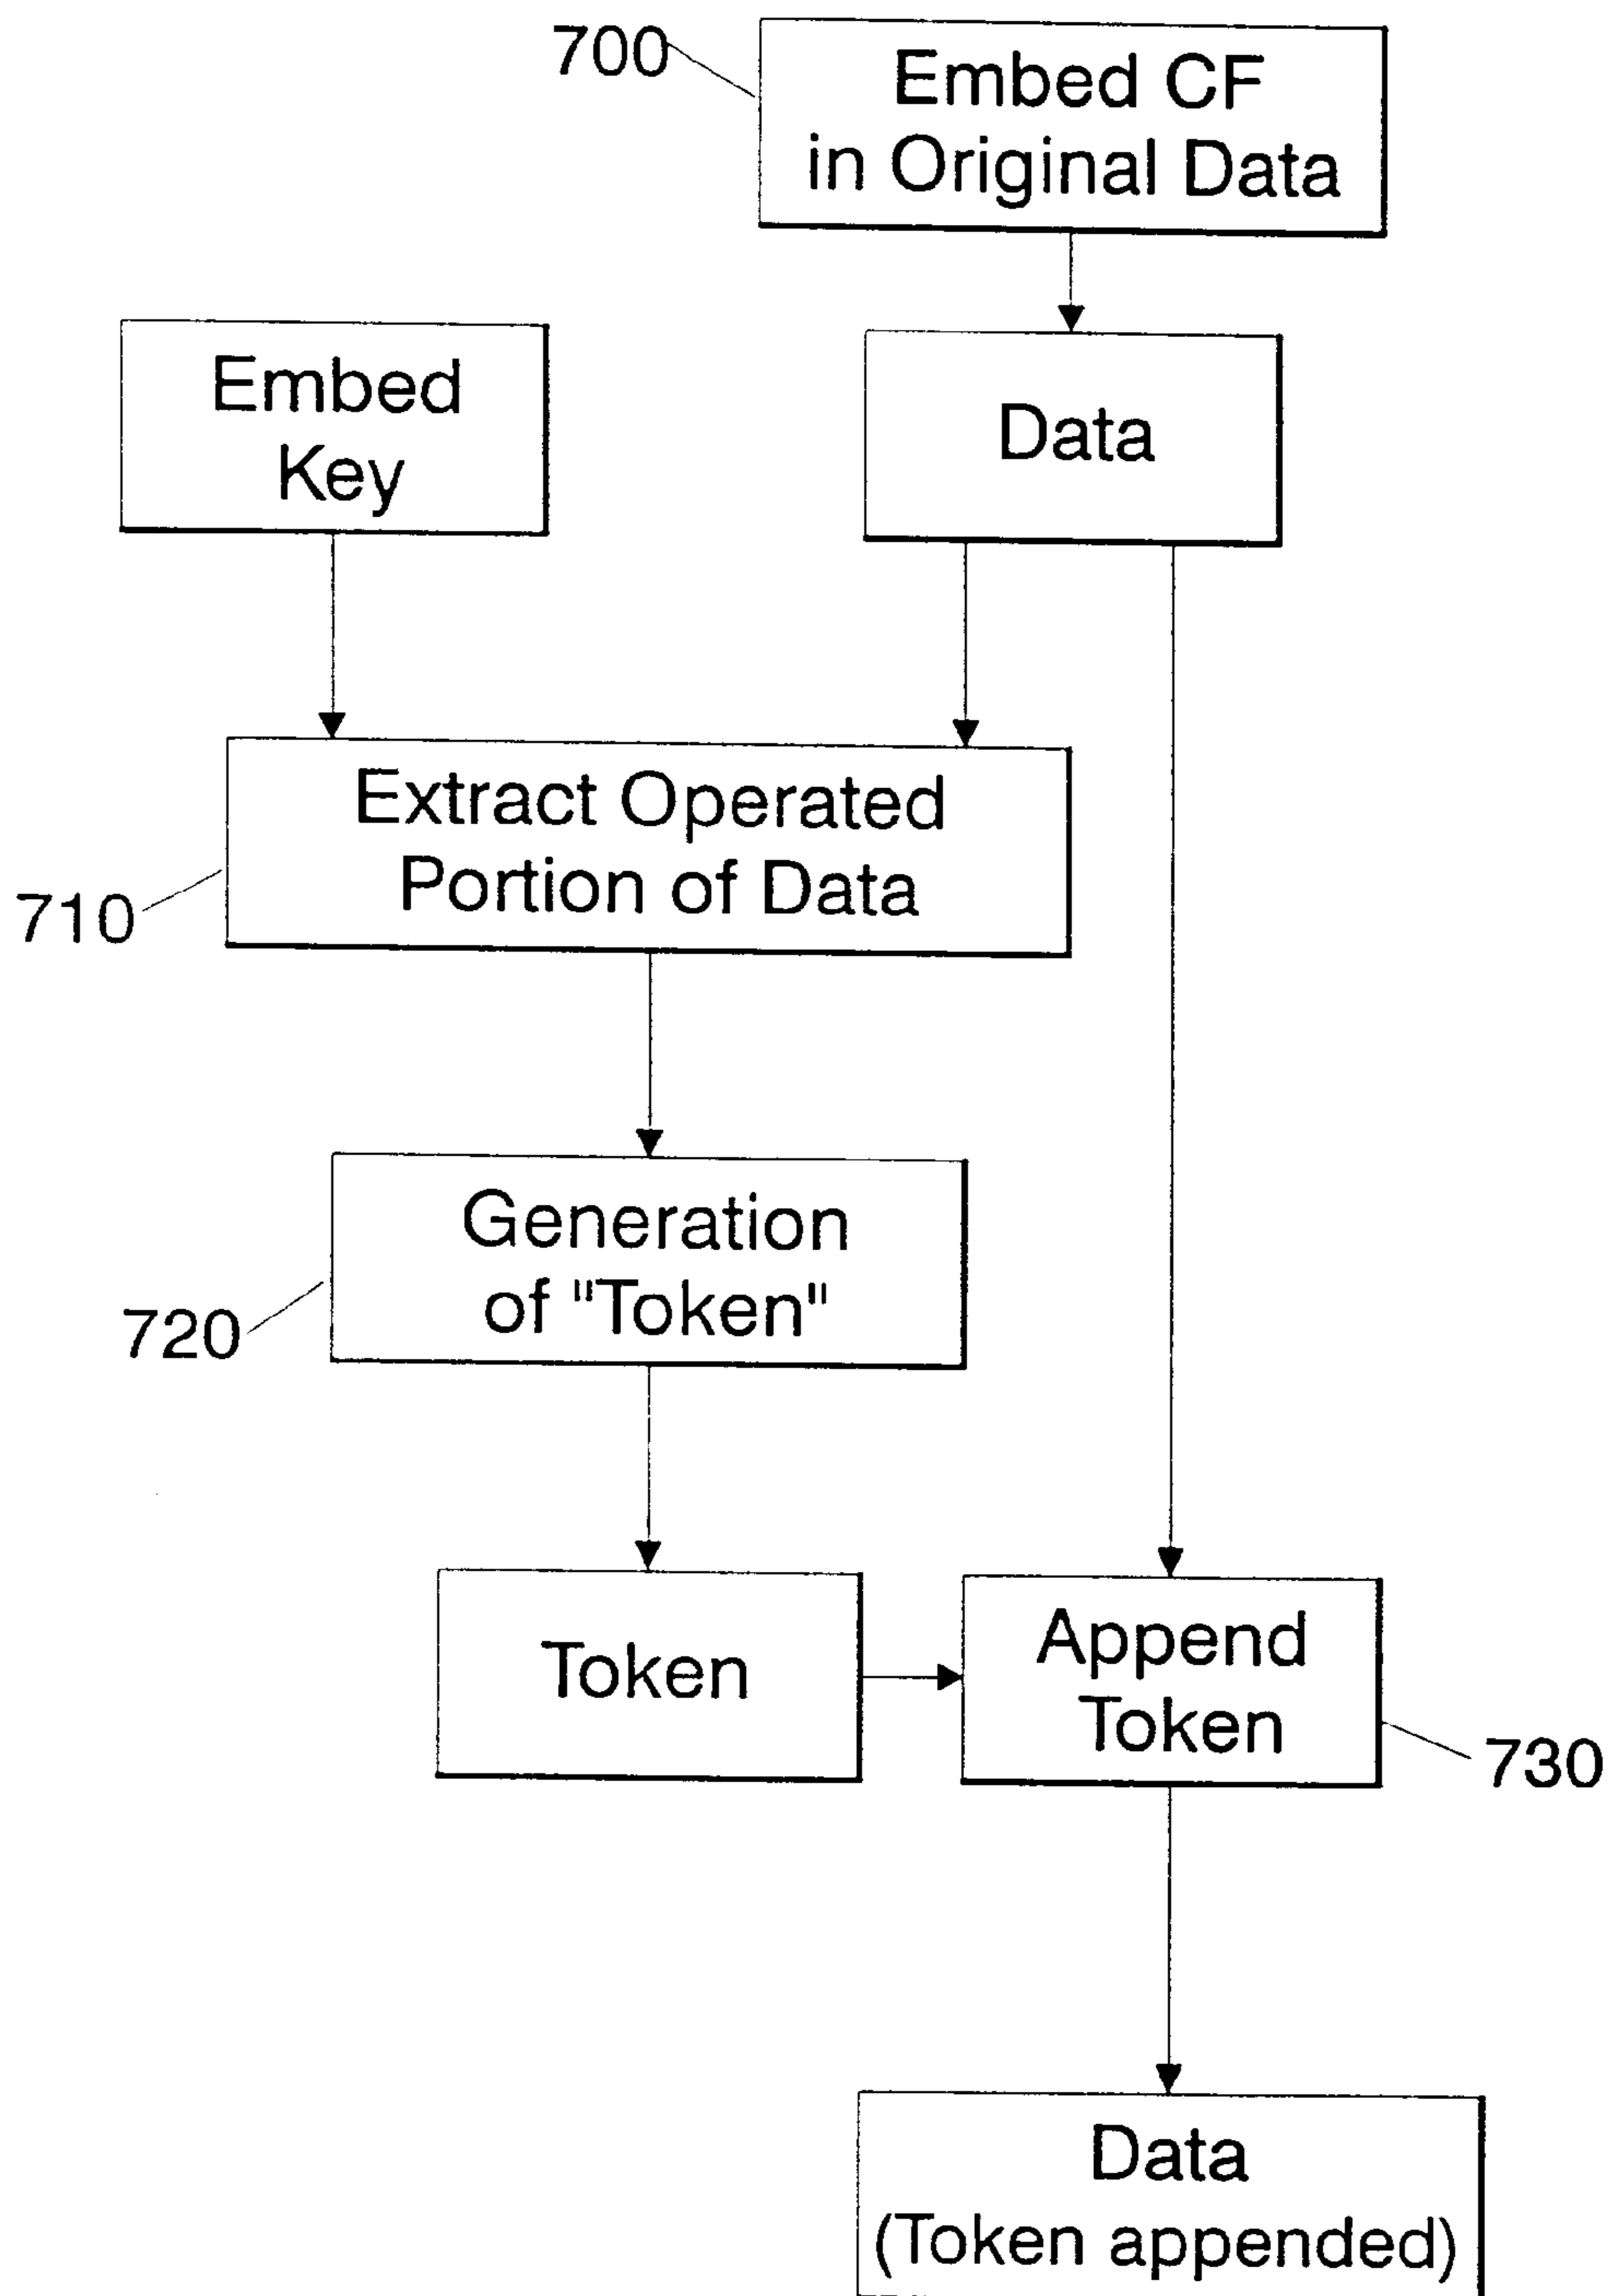 700
Embed CF
in Original Data
Embed
Key
Data
Extract Operated
Portion of Data
710
Generation
of "Token"
720
Token
Append
Token
730
Data
(Token appended)